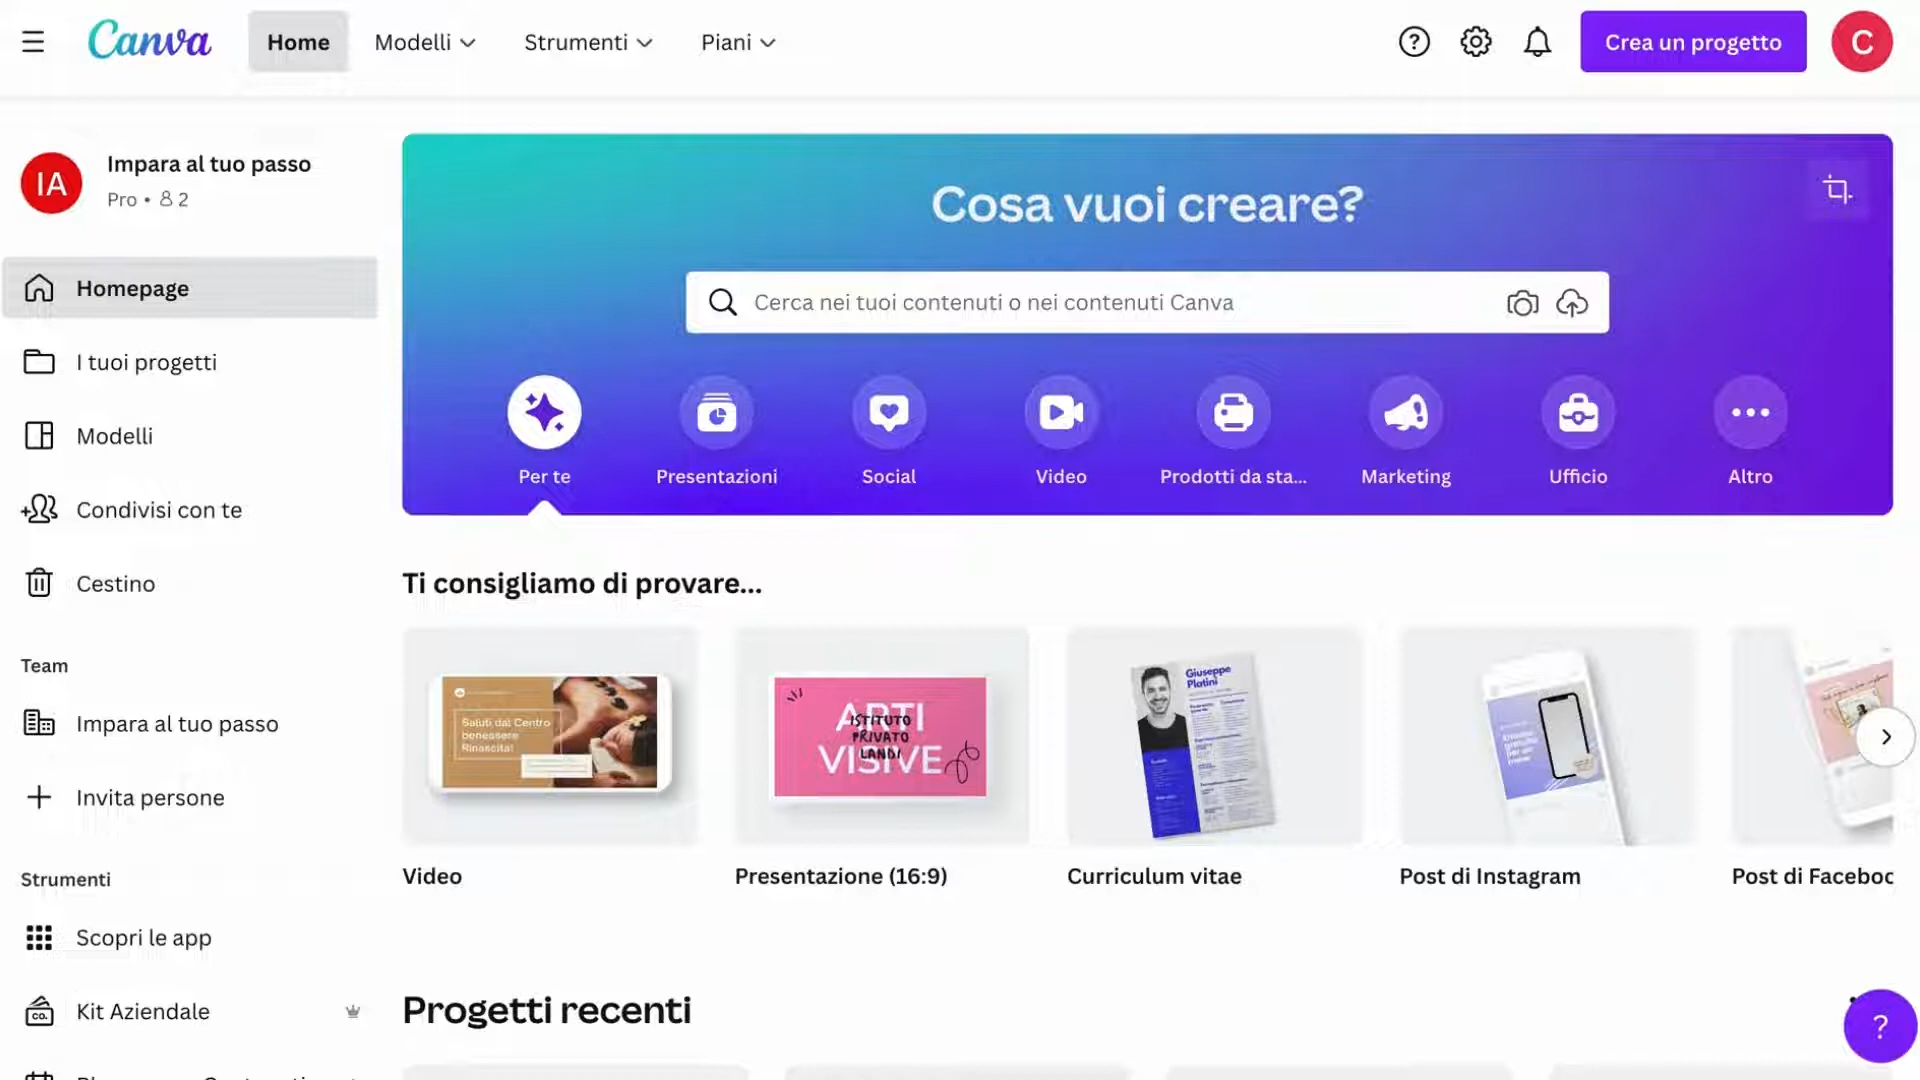 Canva
Home
Modelli
Strumenti
Piani
Crea un progetto
C
IA
Impara al tuo passo
Pro • 2
Homepage
I tuoi progetti
Modelli
Condivisi con te
Cestino
Team
Impara al tuo passo
Invita persone
Strumenti
Scopri le app
CO.
Kit Aziendale
Cosa vuoi creare?
Cerca nei tuoi contenuti o nei contenuti Canva
Per te
Presentazioni
Social
Video
Prodotti da sta...
Marketing
Ufficio
Altro
Ti consigliamo di provare...
Saluti dal Centro
benessere
Rinascita!
Video
ARTI
VISIVE
ISTITUTO
PRIVATO
LANDI
Presentazione (16:9)
Giuseppe
Platini
Curriculum vitae
Post di Instagram
Post di Faceboc
Progetti recenti
?